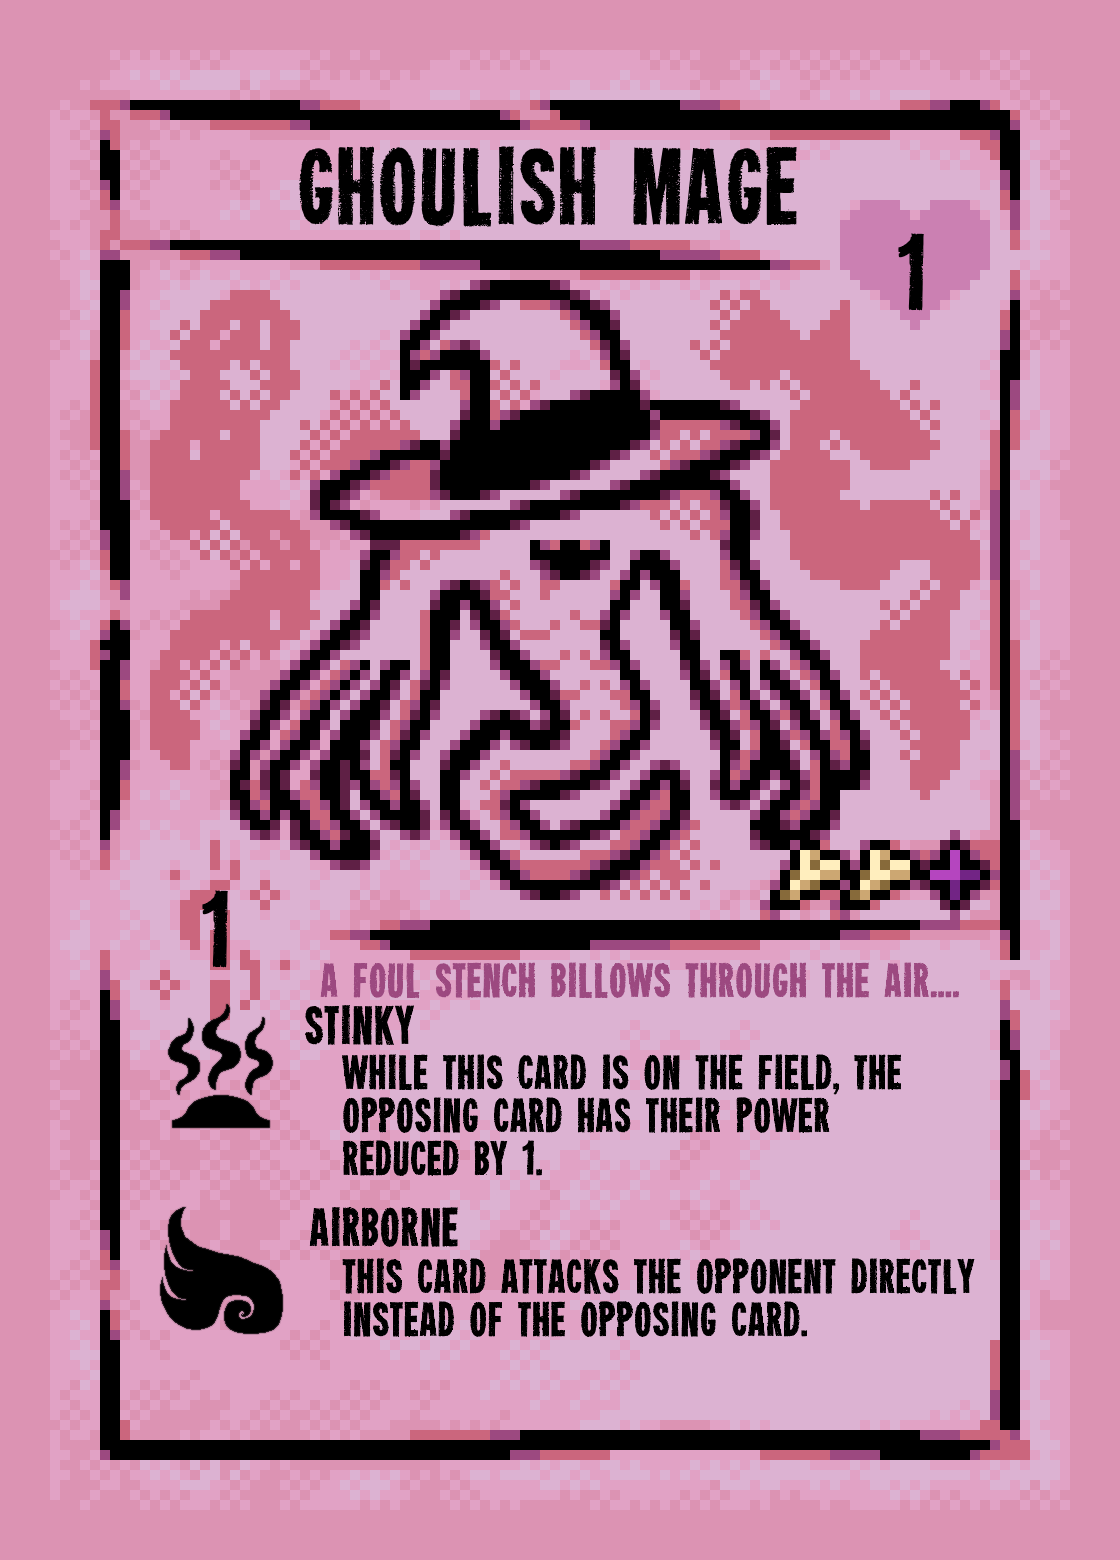 GHOULISH MAGE
1
1
A FOUL STENCH BILLOWS THROUGH THE AIR....
STINKY
WHILE THIS CARD IS ON THE FIELD, THE
OPPOSING CARD HAS THEIR POWER
REDUCED BY 1.
AIRBORNE
THIS CARD ATTACKS THE OPPONENT DIRECTLY
INSTEAD OF THE OPPOSING CARD.